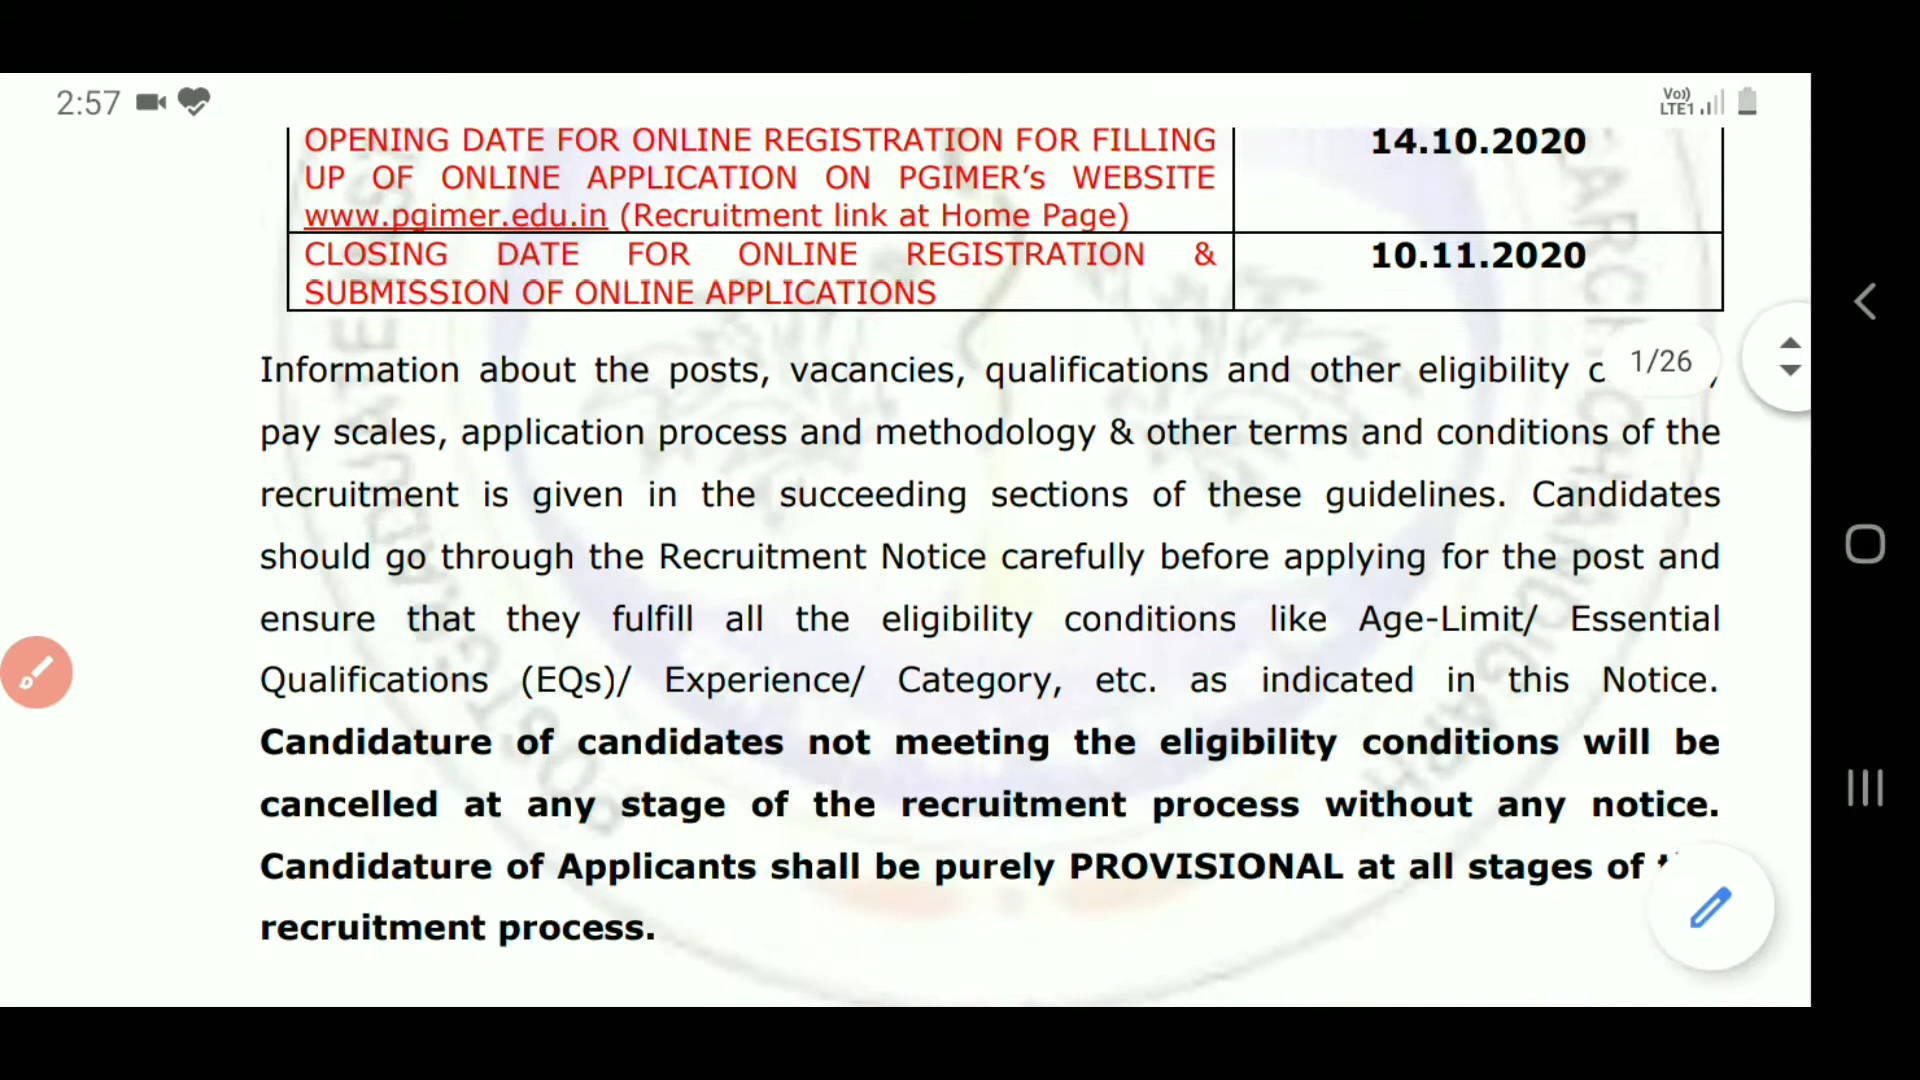 2:57
Vo))
LTE1
OPENING DATE FOR ONLINE REGISTRATION FOR FILLING
UP OF ONLINE APPLICATION ON PGIMER's WEBSITE
www.pgimer.edu.in (Recruitment link at Home Page)
14.10.2020
CLOSING DATE FOR ONLINE REGISTRATION &
SUBMISSION OF ONLINE APPLICATIONS
10.11.2020
1/26
Information about the posts, vacancies, qualifications and other eligibility
pay scales, application process and methodology & other terms and conditions of the
recruitment is given in the succeeding sections of these guidelines. Candidates
should go through the Recruitment Notice carefully before applying for the post and
ensure that they fulfill all the eligibility conditions like Age-Limit/ Essential
Qualifications (EQs)/ Experience/ Category, etc. as indicated in this Notice.
Candidature of candidates not meeting the eligibility conditions will be
cancelled at any stage of the recruitment process without any notice.
Candidature of Applicants shall be purely PROVISIONAL at all stages of
recruitment process.